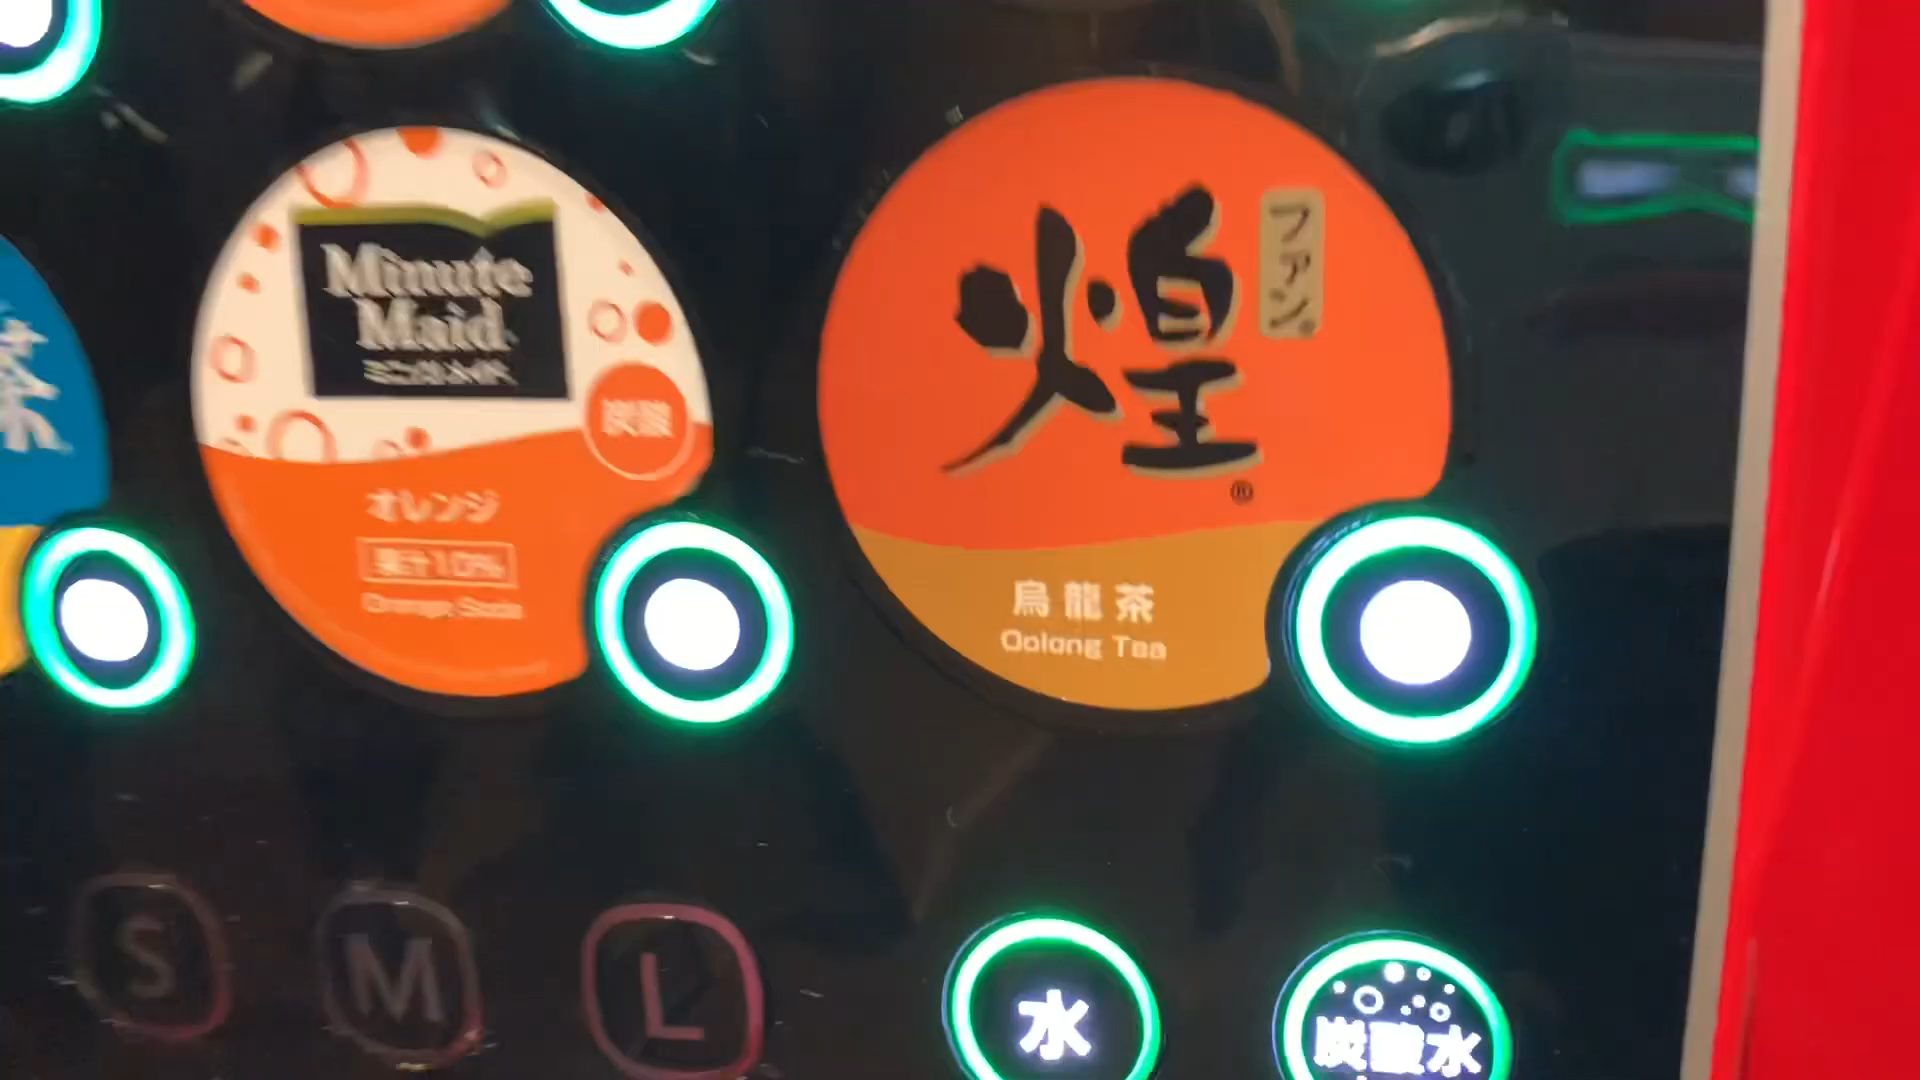 茶
Minute
Maid
ミニッツメイド
炭酸
オレンジ
果汁10%
Orange Soda
煌
ファン®
®
烏龍茶
Oolong Tea
S
M
L
水
炭酸水